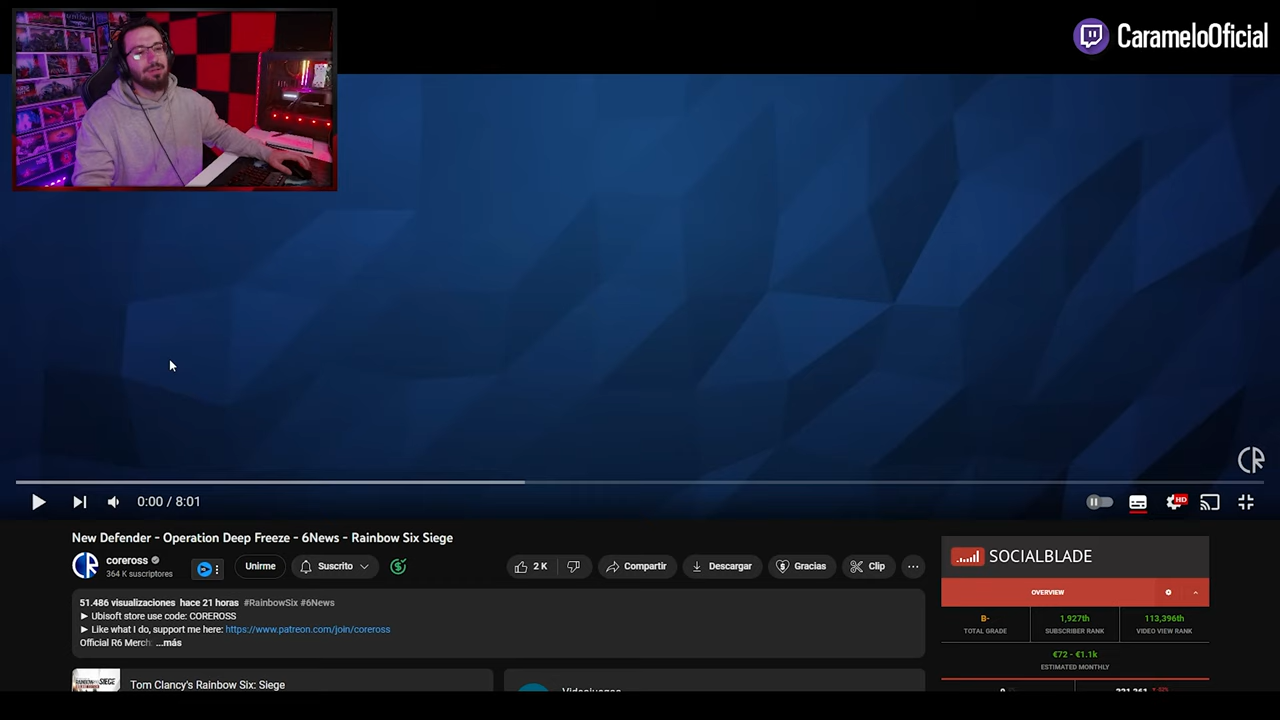 CarameloOficial
CR
0:00 / 8:01
HD
New Defender - Operation Deep Freeze - 6News - Rainbow Six Siege
coreross
364 K suscriptores
Unirme
Suscrito
2 K
Compartir
Descargar
Gracias
Clip
51.486 visualizaciones hace 21 horas #RainbowSix #6News
► Ubisoft store use code: COREROSS
► Like what I do, support me here: https://www.patreon.com/join/coreross
Official R6 Merch ...más
Tom Clancy's Rainbow Six: Siege
Videojuegos
SOCIALBLADE
OVERVIEW
B-
TOTAL GRADE
1,927th
SUBSCRIBER RANK
113,396th
VIDEO VIEW RANK
€72 - €1.1k
ESTIMATED MONTHLY